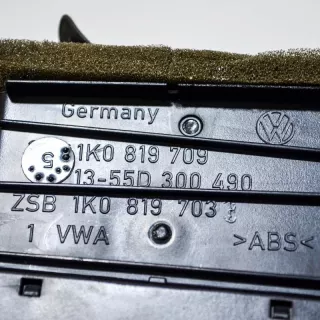 Germany
1K0 819 709
13-55D 300 490
ZSB 1K0 819 703
1 VWA >ABS<